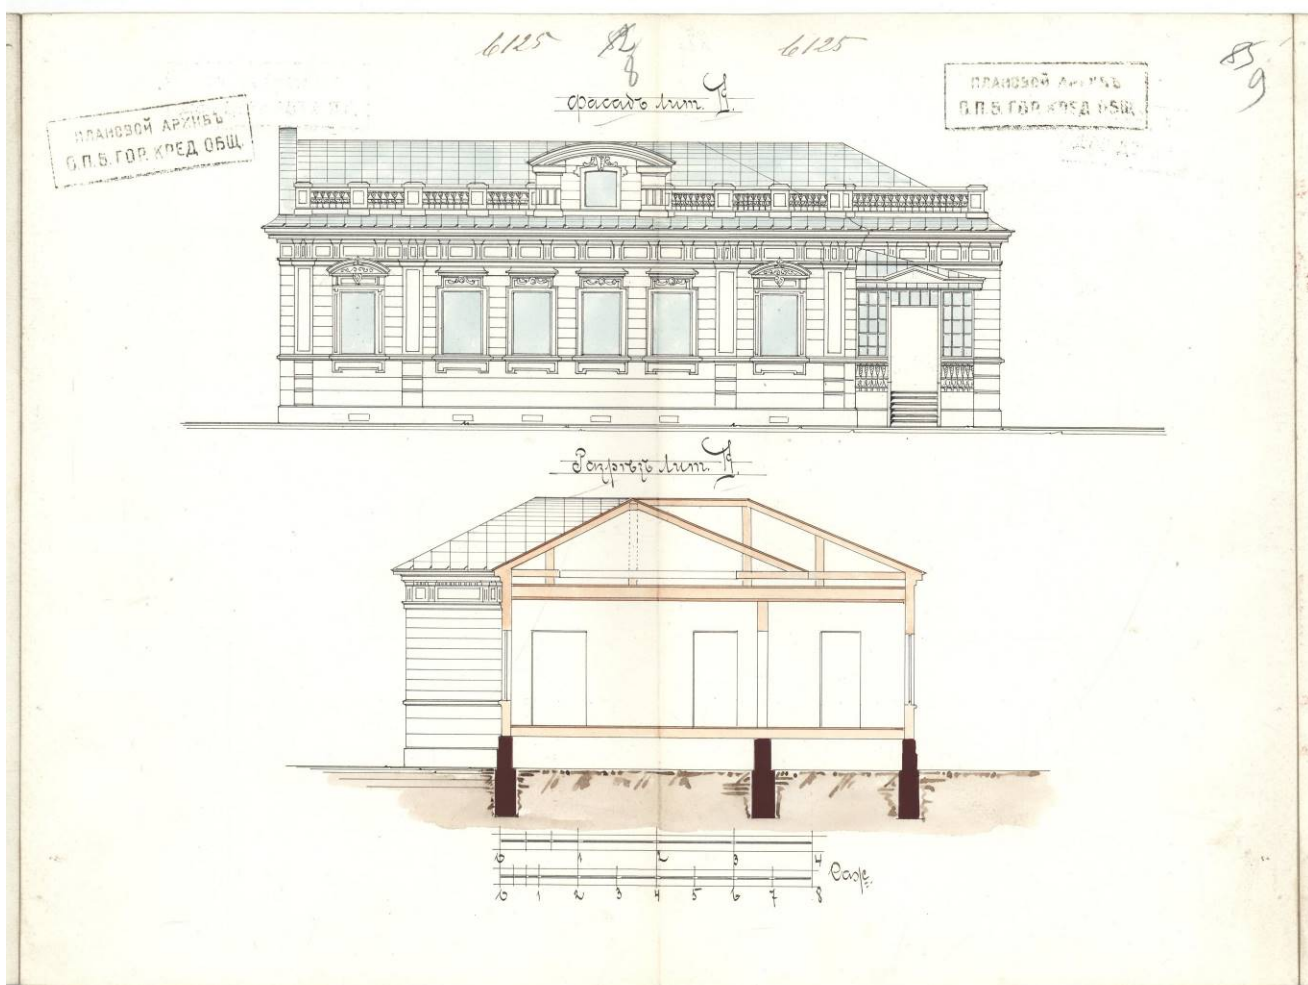 6125 8 6125 85
9
ПЛАНОВОЙ АРХИВЪ
С.П.Б. ГОР. КРЕД. ОБЩ.
ПЛАНОВОЙ АРХИВЪ
С.П.Б. ГОР. КРЕД. ОБЩ.
Фасадъ Лит.
Разрѣзъ Лит.
0 1 2 3 4
Саж.
0 1 2 3 4 5 6 7 8